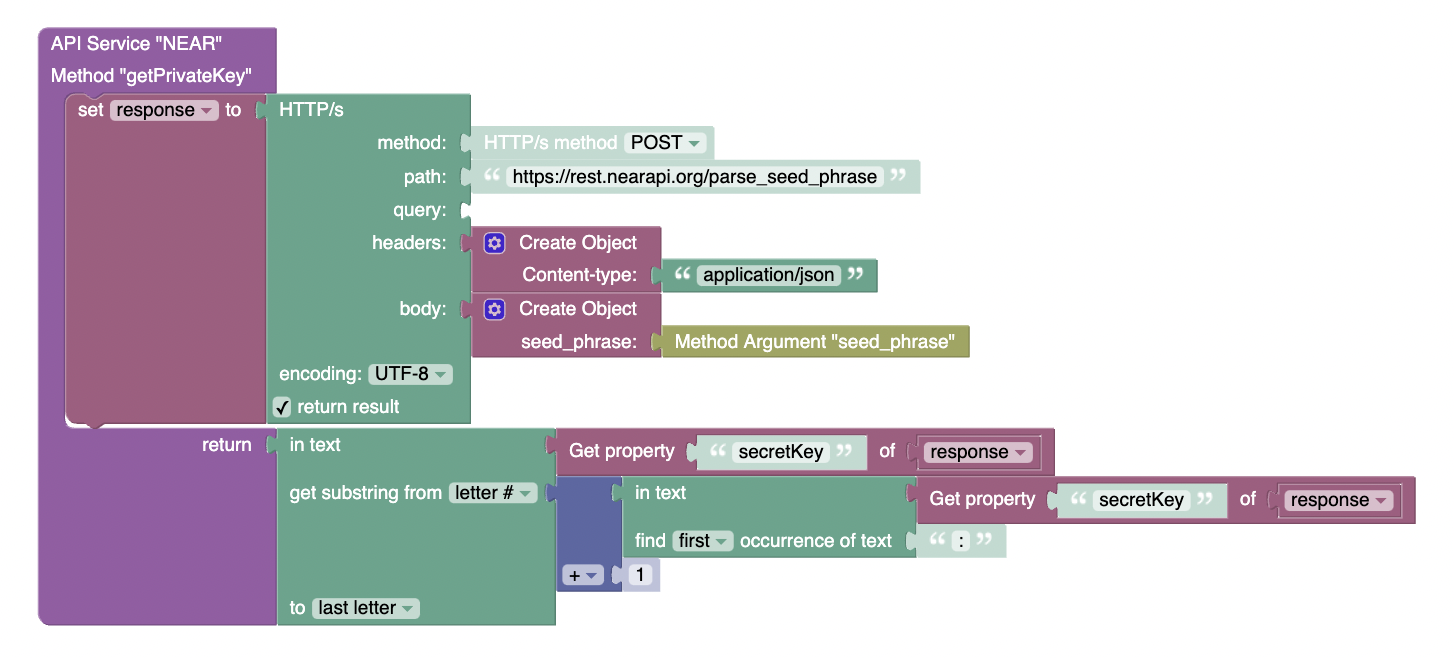 API Service "NEAR"
Method "getPrivateKey"
set response to HTTP/s
method: HTTP/s method POST
path: “ https://rest.nearapi.org/parse_seed_phrase ”
query:
headers: Create Object
Content-type: “ application/json ”
body: Create Object
seed_phrase: Method Argument "seed_phrase"
encoding: UTF-8
✓ return result
return in text Get property “ secretKey ” of response
get substring from letter # in text Get property “ secretKey ” of response
find first occurrence of text “ : ”
+ 1
to last letter